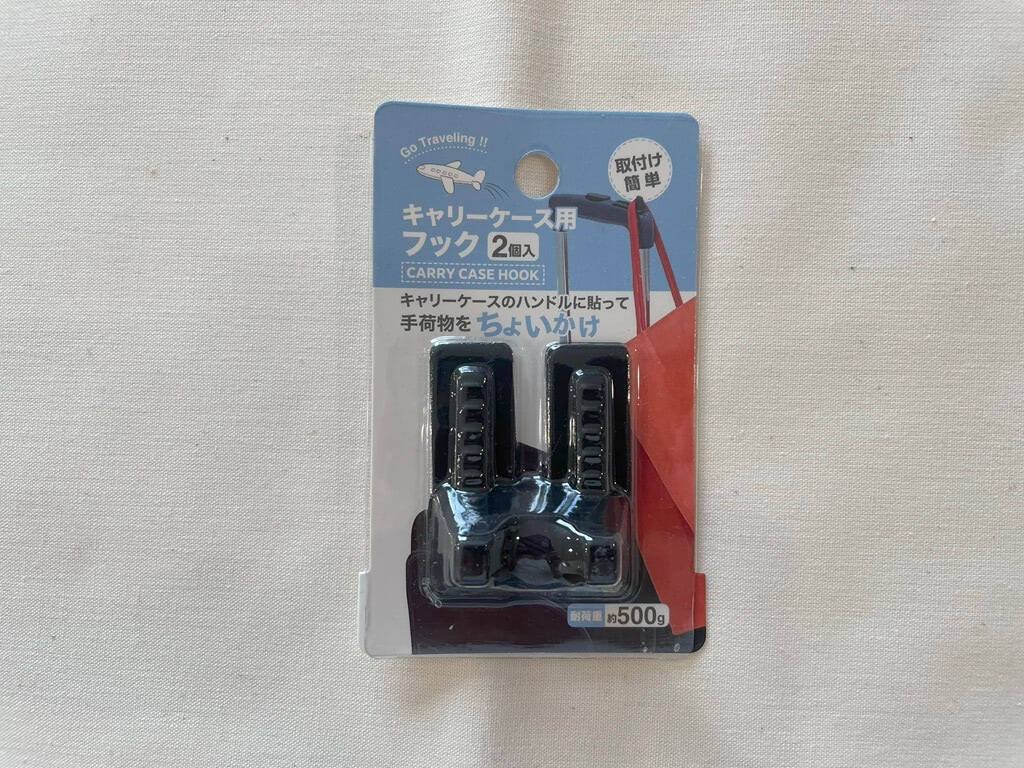 Go Traveling !!
取付け
簡単
キャリーケース用
フック 2個入
CARRY CASE HOOK
キャリーケースのハンドルに貼って
手荷物を ちょいかけ
耐荷重 約500g